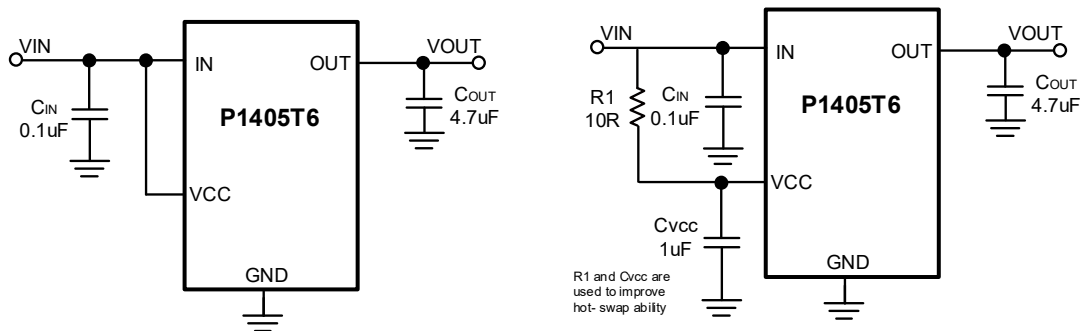 VIN
IN
OUT
VOUT
CIN
0.1uF
P1405T6
COUT
4.7uF
VCC
GND
VIN
IN
OUT
VOUT
R1
10R
CIN
0.1uF
P1405T6
COUT
4.7uF
VCC
Cvcc
1uF
GND
R1 and Cvcc are
used to improve
hot- swap ability